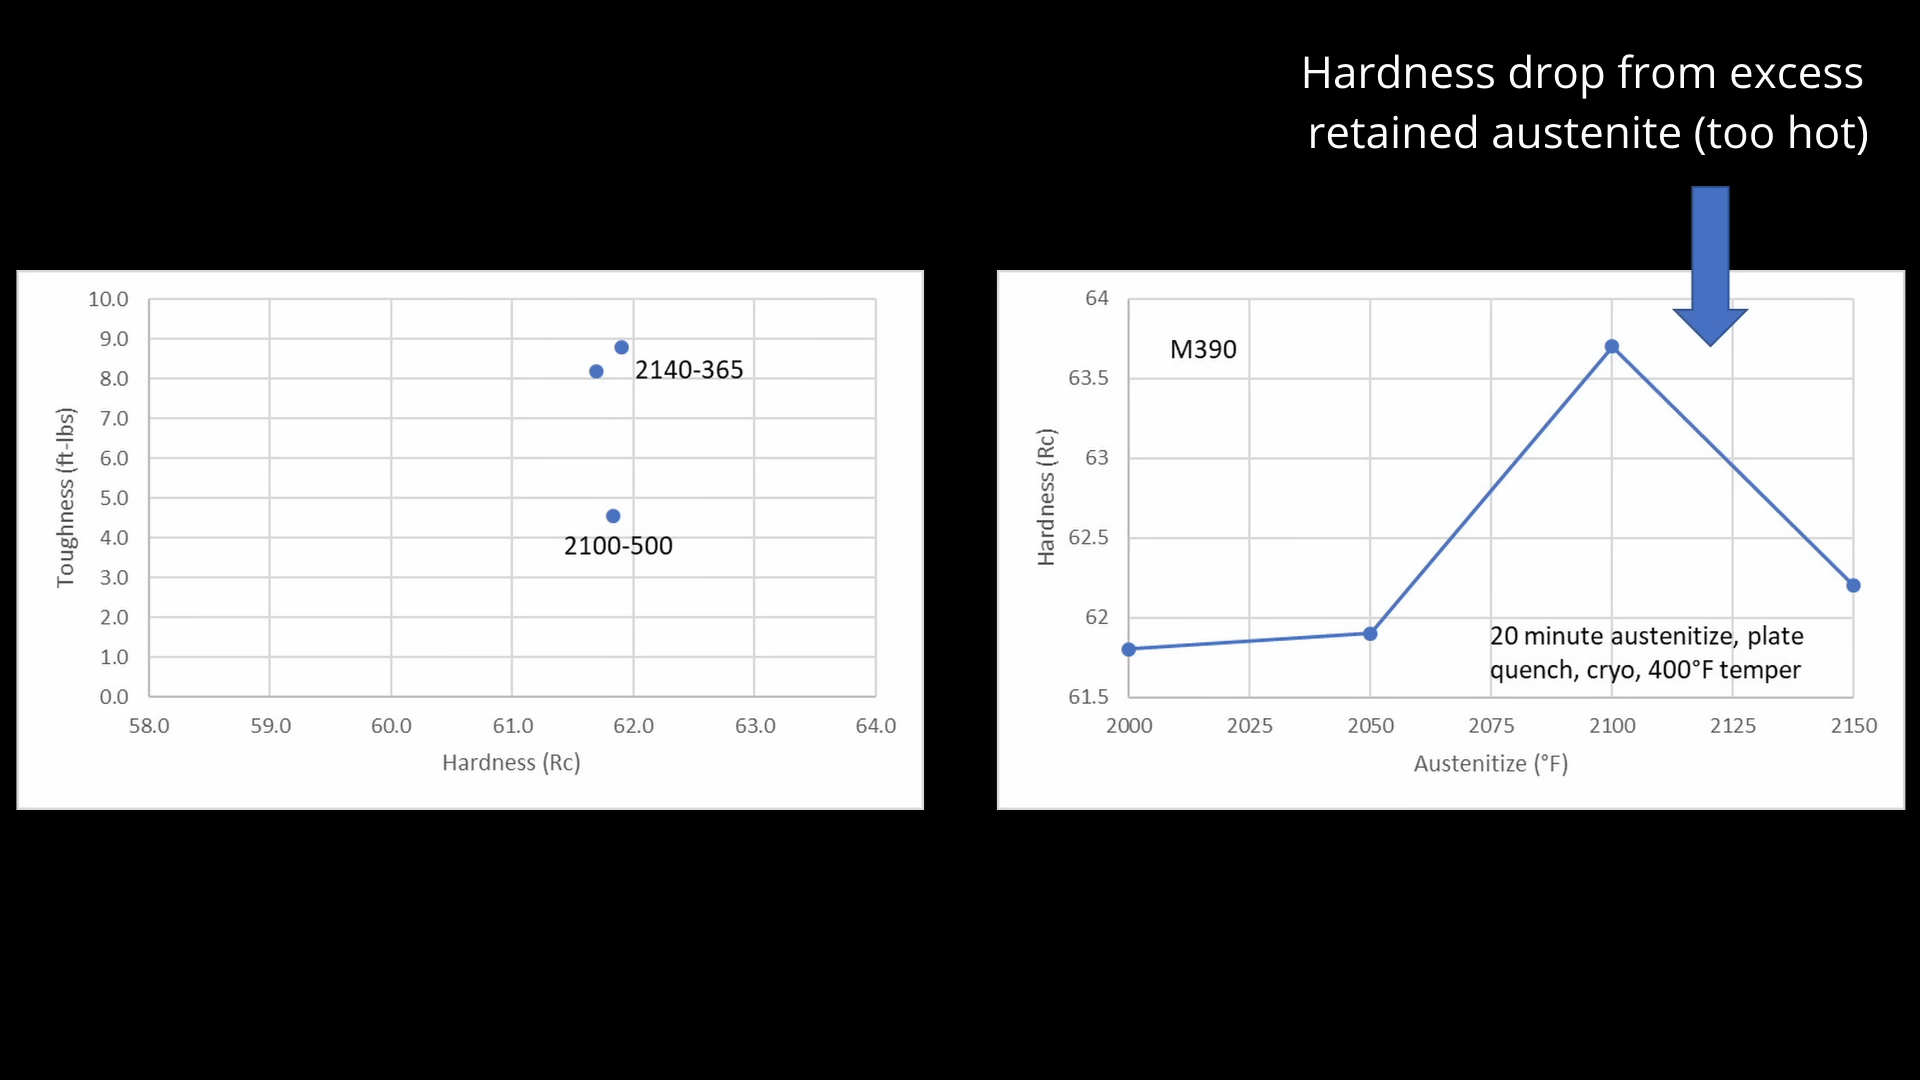 Hardness drop from excess
retained austenite (too hot)
10.0
9.0
8.0
7.0
6.0
5.0
4.0
3.0
2.0
1.0
0.0
Toughness (ft-lbs)
2140-365
2100-500
58.0 59.0 60.0 61.0 62.0 63.0 64.0
Hardness (Rc)
64
63.5
63
62.5
62
61.5
Hardness (Rc)
M390
20 minute austenitize, plate
quench, cryo, 400°F temper
2000 2025 2050 2075 2100 2125 2150
Austenitize (°F)